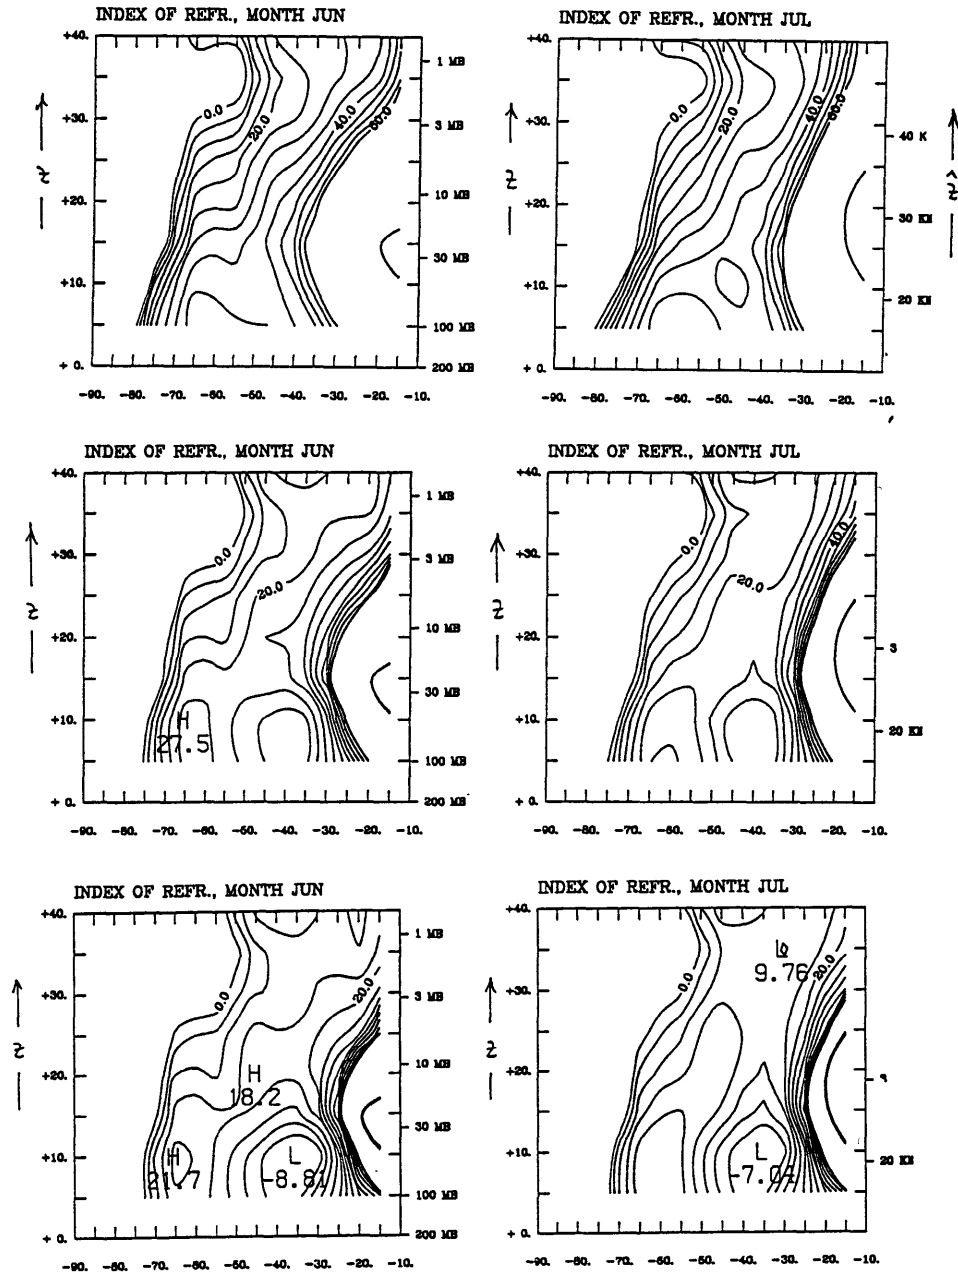 INDEX OF REFR., MONTH JUN
+40.
+30.
+20.
+10.
+ 0.
Z
0.0
20.0
40.0
60.0
1 MB
3 MB
10 MB
30 MB
100 MB
200 MB
-90. -80. -70. -60. -50. -40. -30. -20. -10.
INDEX OF REFR., MONTH JUL
+40.
+30.
+20.
+10.
+ 0.
Z
0.0
20.0
40.0
60.0
40 K
30 KM
20 KM
Z
-90. -80. -70. -60. -50. -40. -30. -20. -10.
INDEX OF REFR., MONTH JUN
+40.
+30.
+20.
+10.
+ 0.
Z
0.0
20.0
H
27.5
1 MB
3 MB
10 MB
30 MB
100 MB
200 MB
-90. -80. -70. -60. -50. -40. -30. -20. -10.
INDEX OF REFR., MONTH JUL
+40.
+30.
+20.
+10.
+ 0.
Z
0.0
20.0
40.0
3
20 KM
-90. -80. -70. -60. -50. -40. -30. -20. -10.
INDEX OF REFR., MONTH JUN
+40.
+30.
+20.
+10.
+ 0.
Z
0.0
20.0
H
18.2
H
21.7
L
-8.81
1 MB
3 MB
10 MB
30 MB
100 MB
200 MB
-90. -80. -70. -60. -50. -40. -30. -20. -10.
INDEX OF REFR., MONTH JUL
+40.
+30.
+20.
+10.
+ 0.
Z
0.0
20.0
9.76
L
-7.04
20 KM
-90. -80. -70. -60. -50. -40. -30. -20. -10.